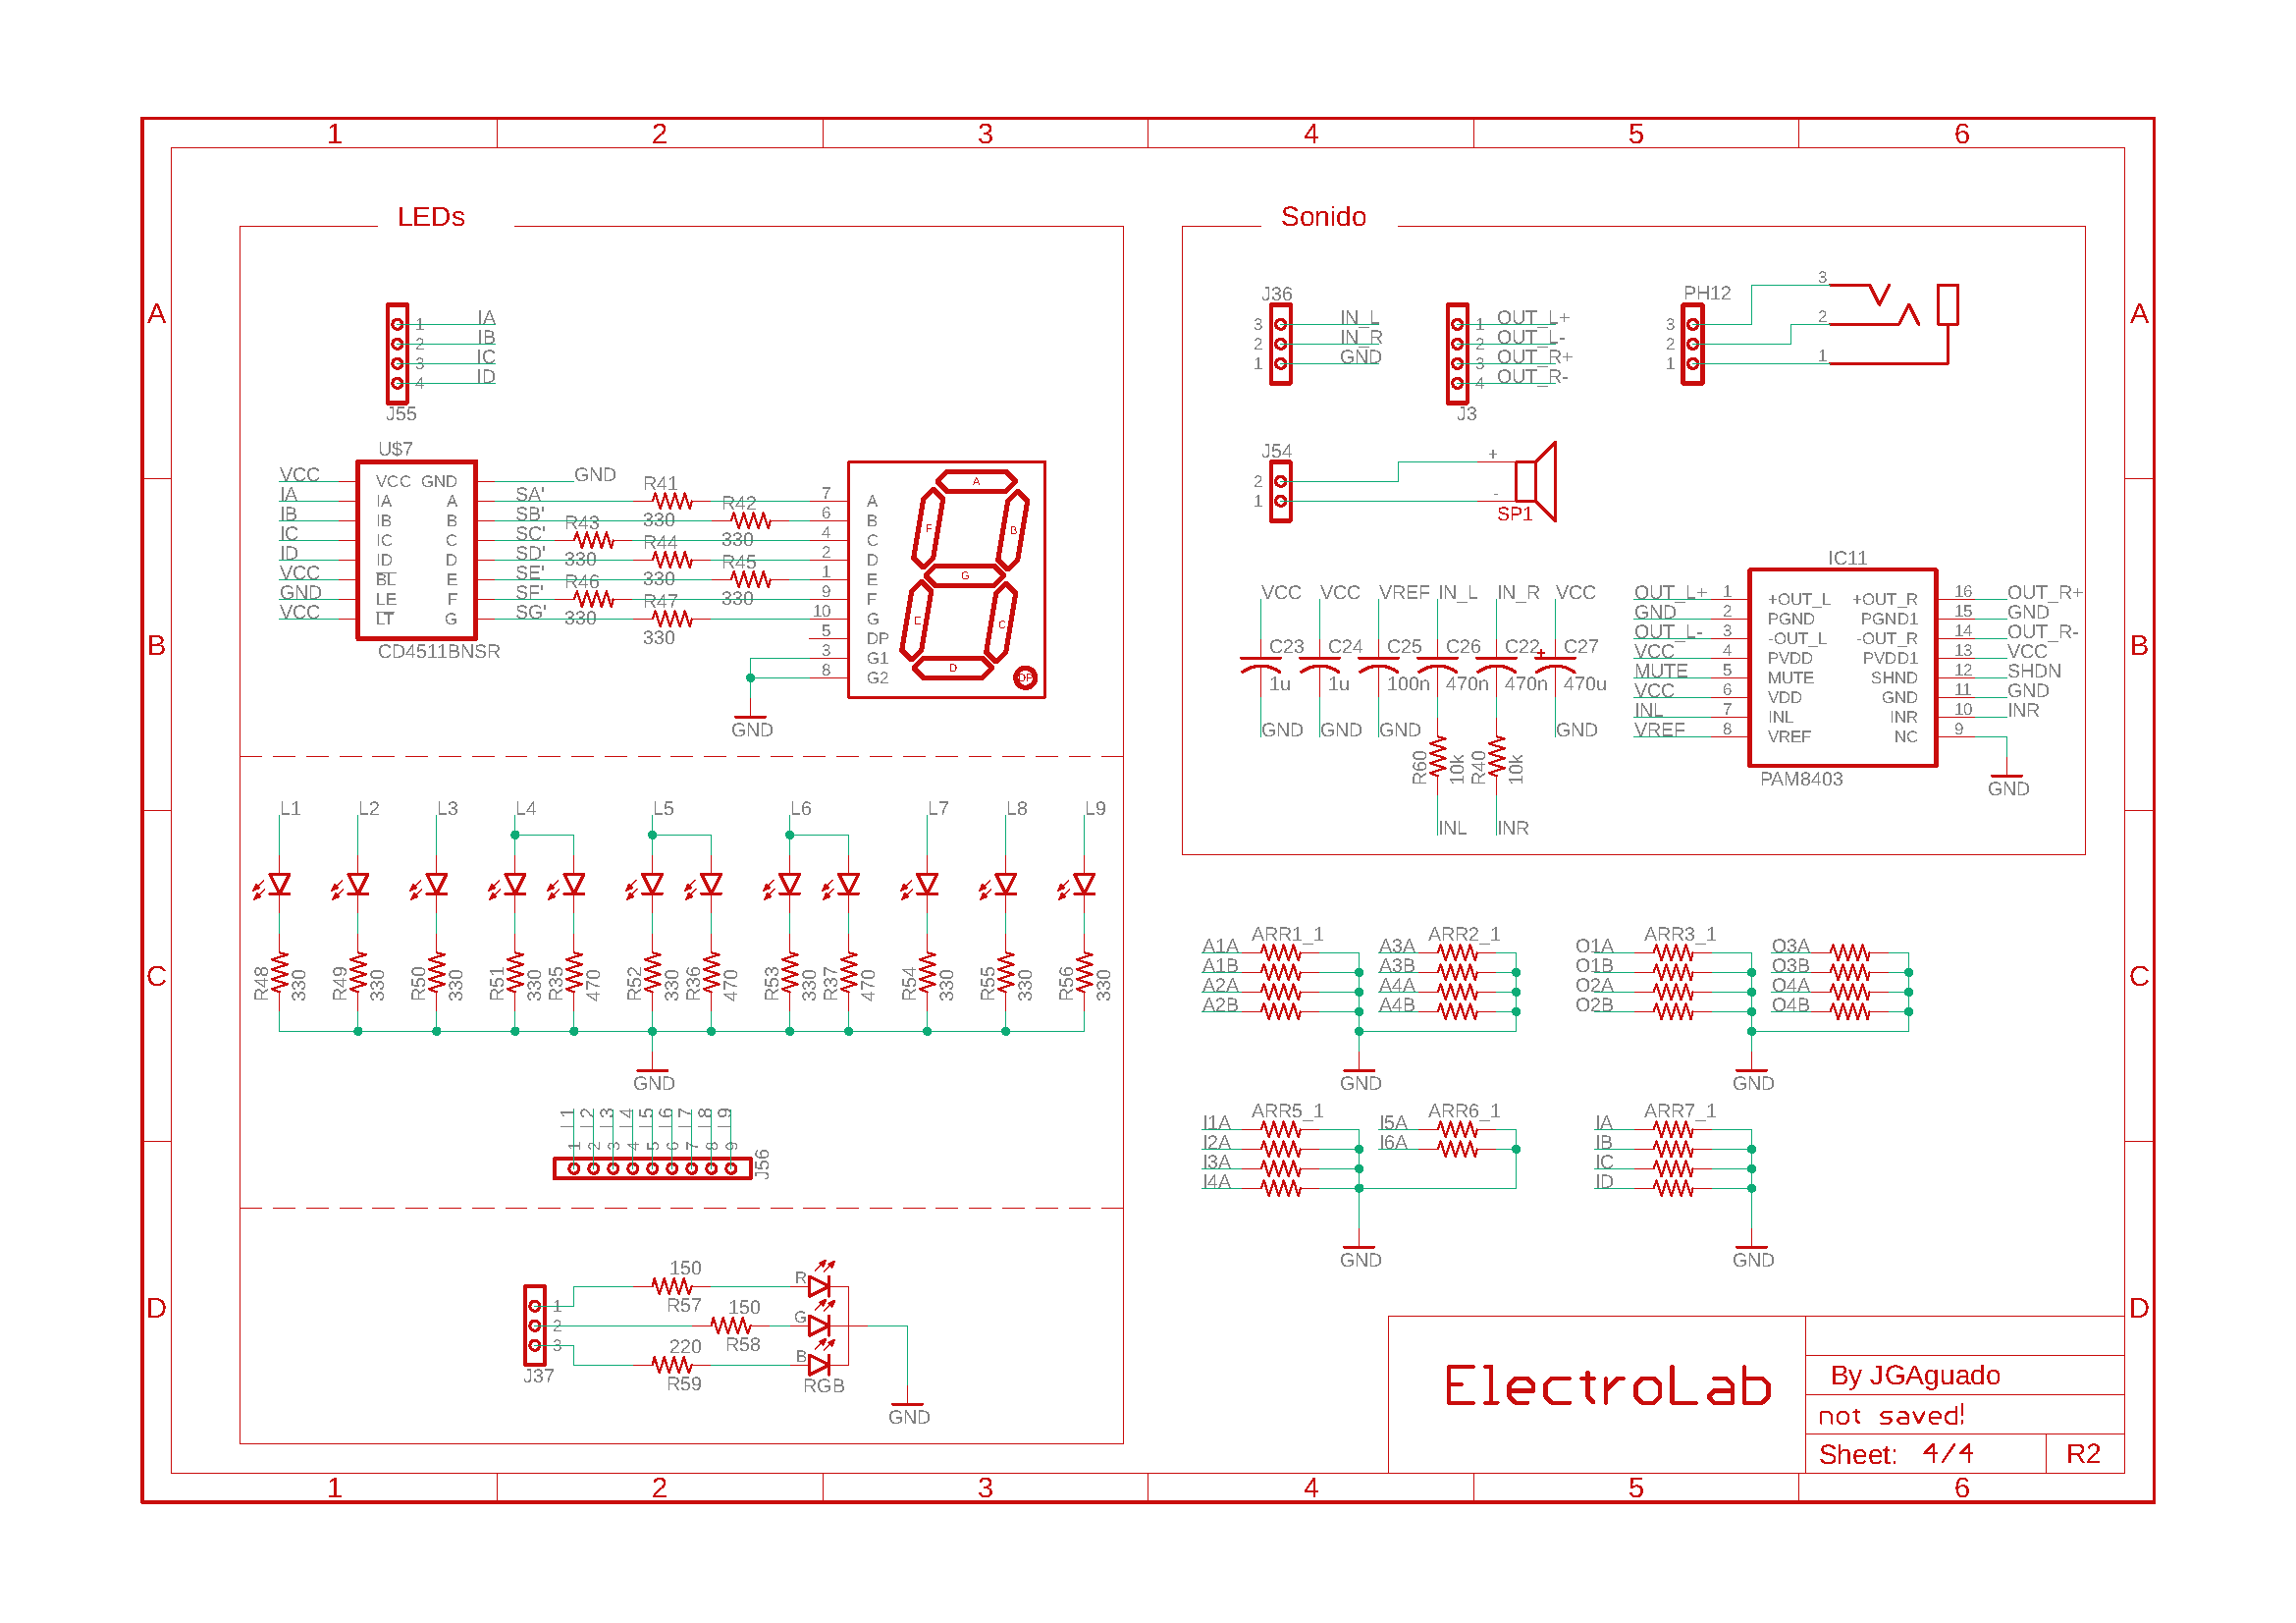 1 2 3 4 5 6
A
B
C
D
A
B
C
D
LEDs
1 IA
2 IB
3 IC
4 ID
J55
U$7
VCC VCC GND GND
IA IA A SA' R41 330 7 A
IB IB B SB' R42 330 6 B
IC IC C SC' R43 330 4 C
ID ID D SD' R44 330 2 D
VCC BL E SE' R45 330 1 E
GND LE F SF' R46 330 9 F
VCC LT G SG' R47 330 10 G
5 DP
3 G1
8 G2
CD4511BNSR
GND
A
F B
G
E C
D DP
L1 L2 L3 L4 L5 L6 L7 L8 L9
R48 330 R49 330 R50 330 R51 330 R35 470 R52 330 R36 470 R53 330 R37 470 R54 330 R55 330 R56 330
GND
L1 L2 L3 L4 L5 L6 L7 L8 L9
1 2 3 4 5 6 7 8 9
J56
150
R57
150
R58
220
R59
1
2
3
J37
R
G
B
RGB
GND
Sonido
J36
3 IN_L
2 IN_R
1 GND
1 OUT_L+
2 OUT_L-
3 OUT_R+
4 OUT_R-
J3
PH12
3 3
2 2
1 1
J54
2 +
1 -
SP1
VCC VCC VREF IN_L IN_R VCC
C23 C24 C25 C26 C22 + C27
1u 1u 100n 470n 470n 470u
GND GND GND GND
R60 10k R40 10k
INL INR
IC11
OUT_L+ 1 +OUT_L +OUT_R 16 OUT_R+
GND 2 PGND PGND1 15 GND
OUT_L- 3 -OUT_L -OUT_R 14 OUT_R-
VCC 4 PVDD PVDD1 13 VCC
MUTE 5 MUTE SHND 12 SHDN
VCC 6 VDD GND 11 GND
INL 7 INL INR 10 INR
VREF 8 VREF NC 9
PAM8403
GND
ARR1_1 ARR2_1 ARR3_1
A1A A3A O1A O3A
A1B A3B O1B O3B
A2A A4A O2A O4A
A2B A4B O2B O4B
GND GND
ARR5_1 ARR6_1 ARR7_1
I1A I5A IA
I2A I6A IB
I3A IC
I4A ID
GND GND
ElectroLab
By JGAguado
not saved!
Sheet: 4/4 R2
1 2 3 4 5 6